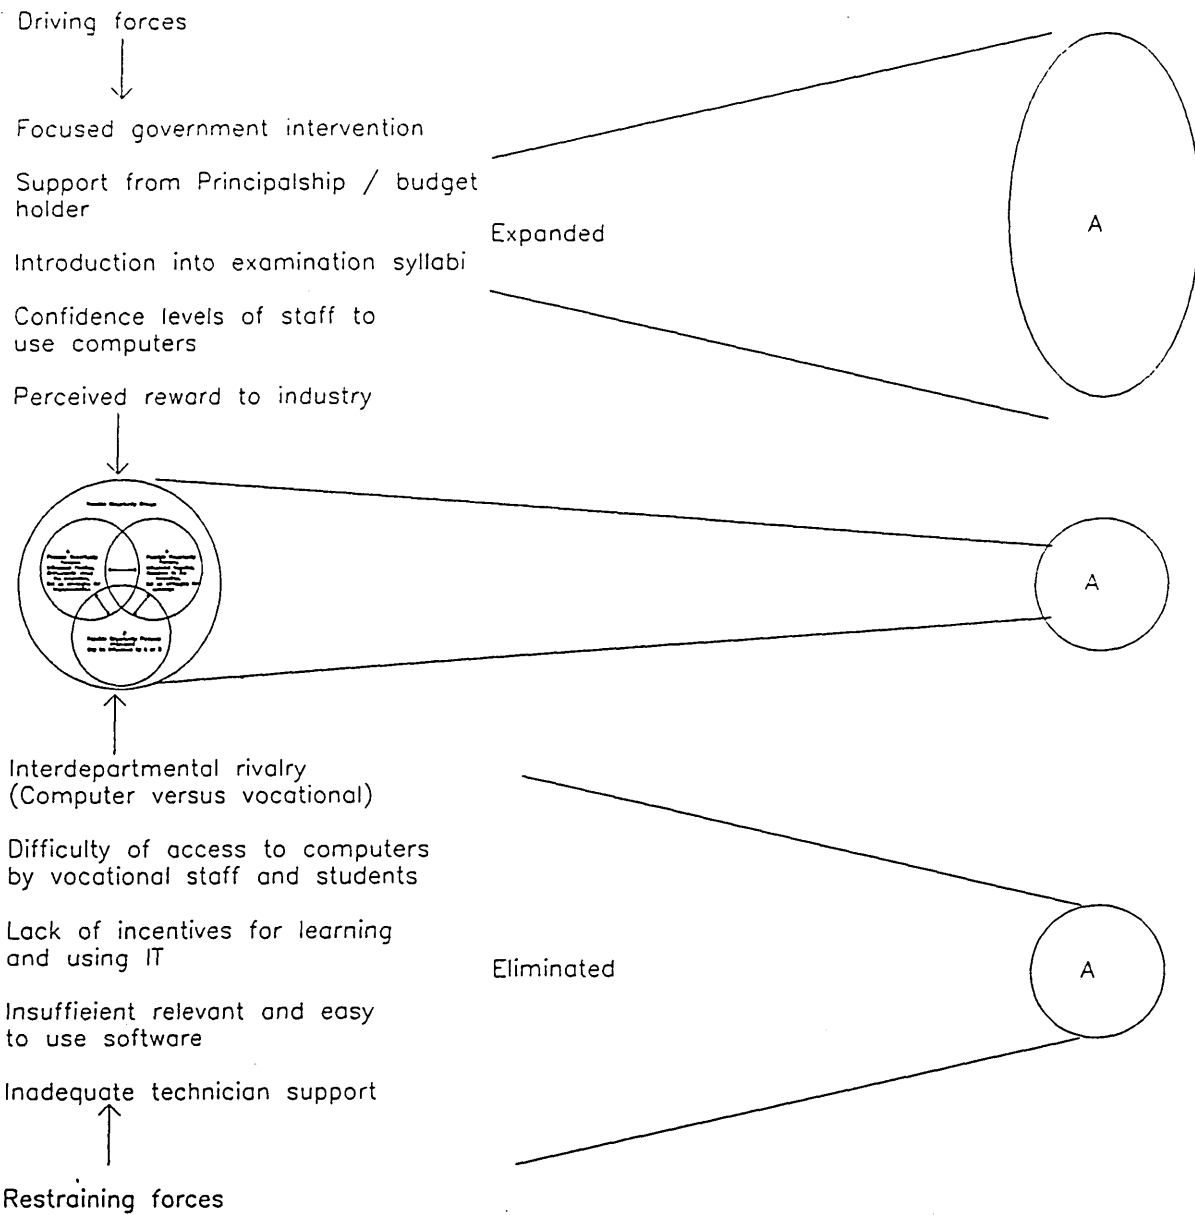 Driving forces
Focused government intervention
Support from Principalship / budget
holder
Expanded
A
Introduction into examination syllabi
Confidence levels of staff to
use computers
Perceived reward to industry
A
Interdepartmental rivalry
(Computer versus vocational)
Difficulty of access to computers
by vocational staff and students
Lack of incentives for learning
and using IT
Eliminated
A
Insuffieient relevant and easy
to use software
Inadequate technician support
Restraining forces